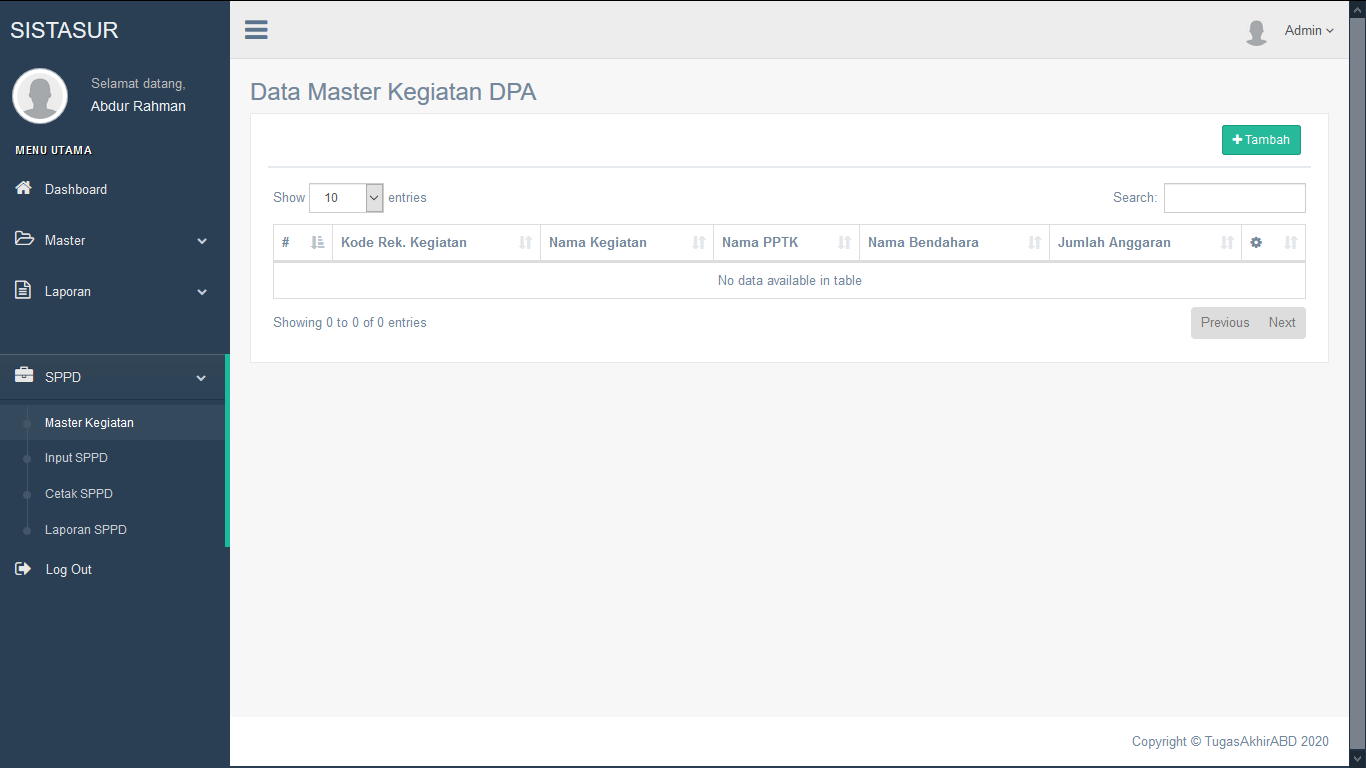 SISTASUR
Admin
Selamat datang,
Abdur Rahman
MENU UTAMA
Dashboard
Master
Laporan
SPPD
Master Kegiatan
Input SPPD
Cetak SPPD
Laporan SPPD
Log Out
Data Master Kegiatan DPA
Tambah
Show 10 entries
Search:
# Kode Rek. Kegiatan Nama Kegiatan Nama PPTK Nama Bendahara Jumlah Anggaran
No data available in table
Showing 0 to 0 of 0 entries
Previous Next
Copyright © TugasAkhirABD 2020